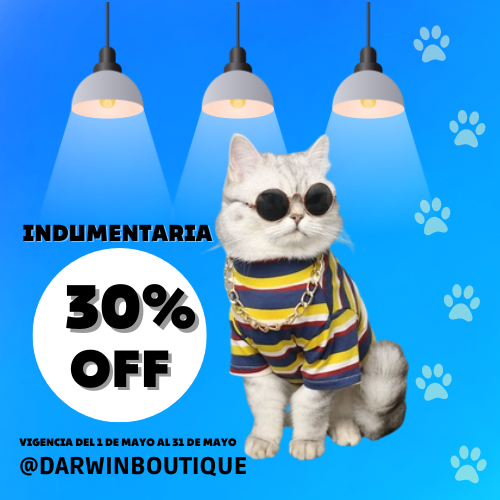 INDUMENTARIA
30%
OFF
VIGENCIA DEL 1 DE MAYO AL 31 DE MAYO
@DARWINBOUTIQUE